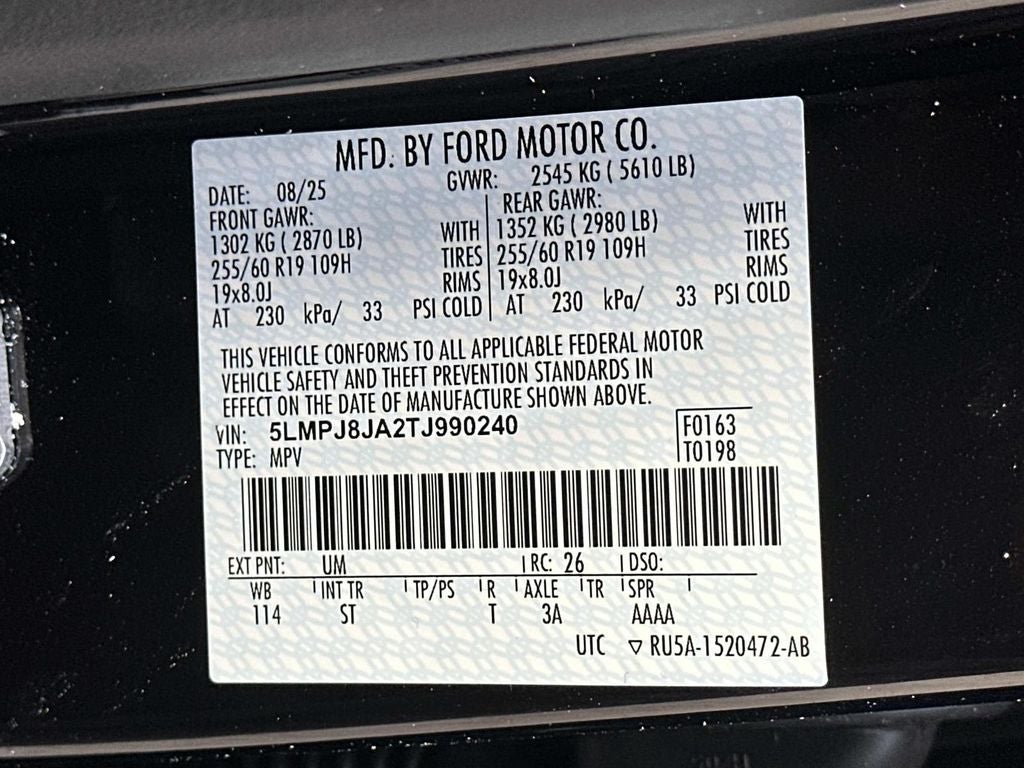 MFD. BY FORD MOTOR CO.
DATE: 08/25 GVWR: 2545 KG ( 5610 LB)
FRONT GAWR: REAR GAWR:
1302 KG ( 2870 LB) WITH 1352 KG ( 2980 LB) WITH
255/60 R19 109H TIRES 255/60 R19 109H TIRES
19x8.0J RIMS 19x8.0J RIMS
AT 230 kPa/ 33 PSI COLD AT 230 kPa/ 33 PSI COLD
THIS VEHICLE CONFORMS TO ALL APPLICABLE FEDERAL MOTOR
VEHICLE SAFETY AND THEFT PREVENTION STANDARDS IN
EFFECT ON THE DATE OF MANUFACTURE SHOWN ABOVE.
VIN: 5LMPJ8JA2TJ990240 F0163
TYPE: MPV T0198
EXT PNT: UM RC: 26 DSO:
WB INT TR TP/PS R AXLE TR SPR
114 ST T 3A AAAA
UTC ▽ RU5A-1520472-AB